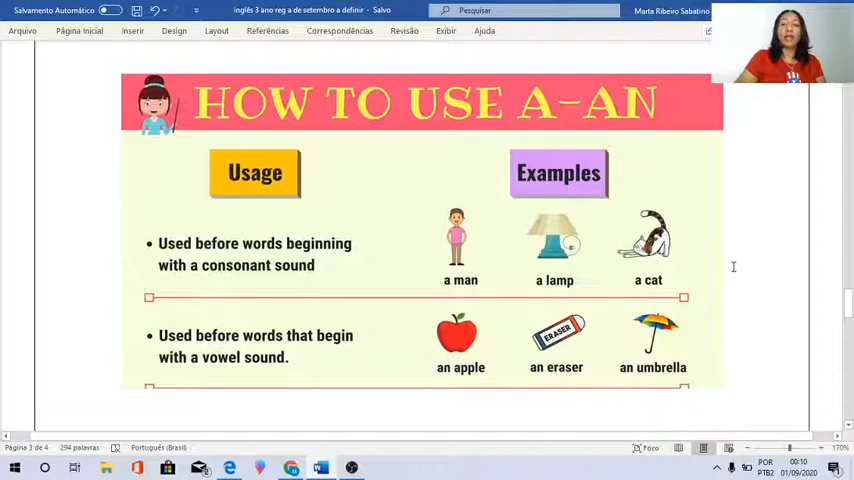 Salvamento Automático
inglês 3 ano reg a de setembro a definir - Salvo
Pesquisar
Marta Ribeiro Sabatino
Arquivo Página Inicial Inserir Design Layout Referências Correspondências Revisão Exibir Ajuda
HOW TO USE A-AN
Usage
Examples
• Used before words beginning
with a consonant sound
a man
a lamp
a cat
• Used before words that begin
with a vowel sound.
ERASER
an apple
an eraser
an umbrella
Página 3 de 4 294 palavras Português (Brasil) Foco 170%
POR
PTB2
00:10
01/09/2020